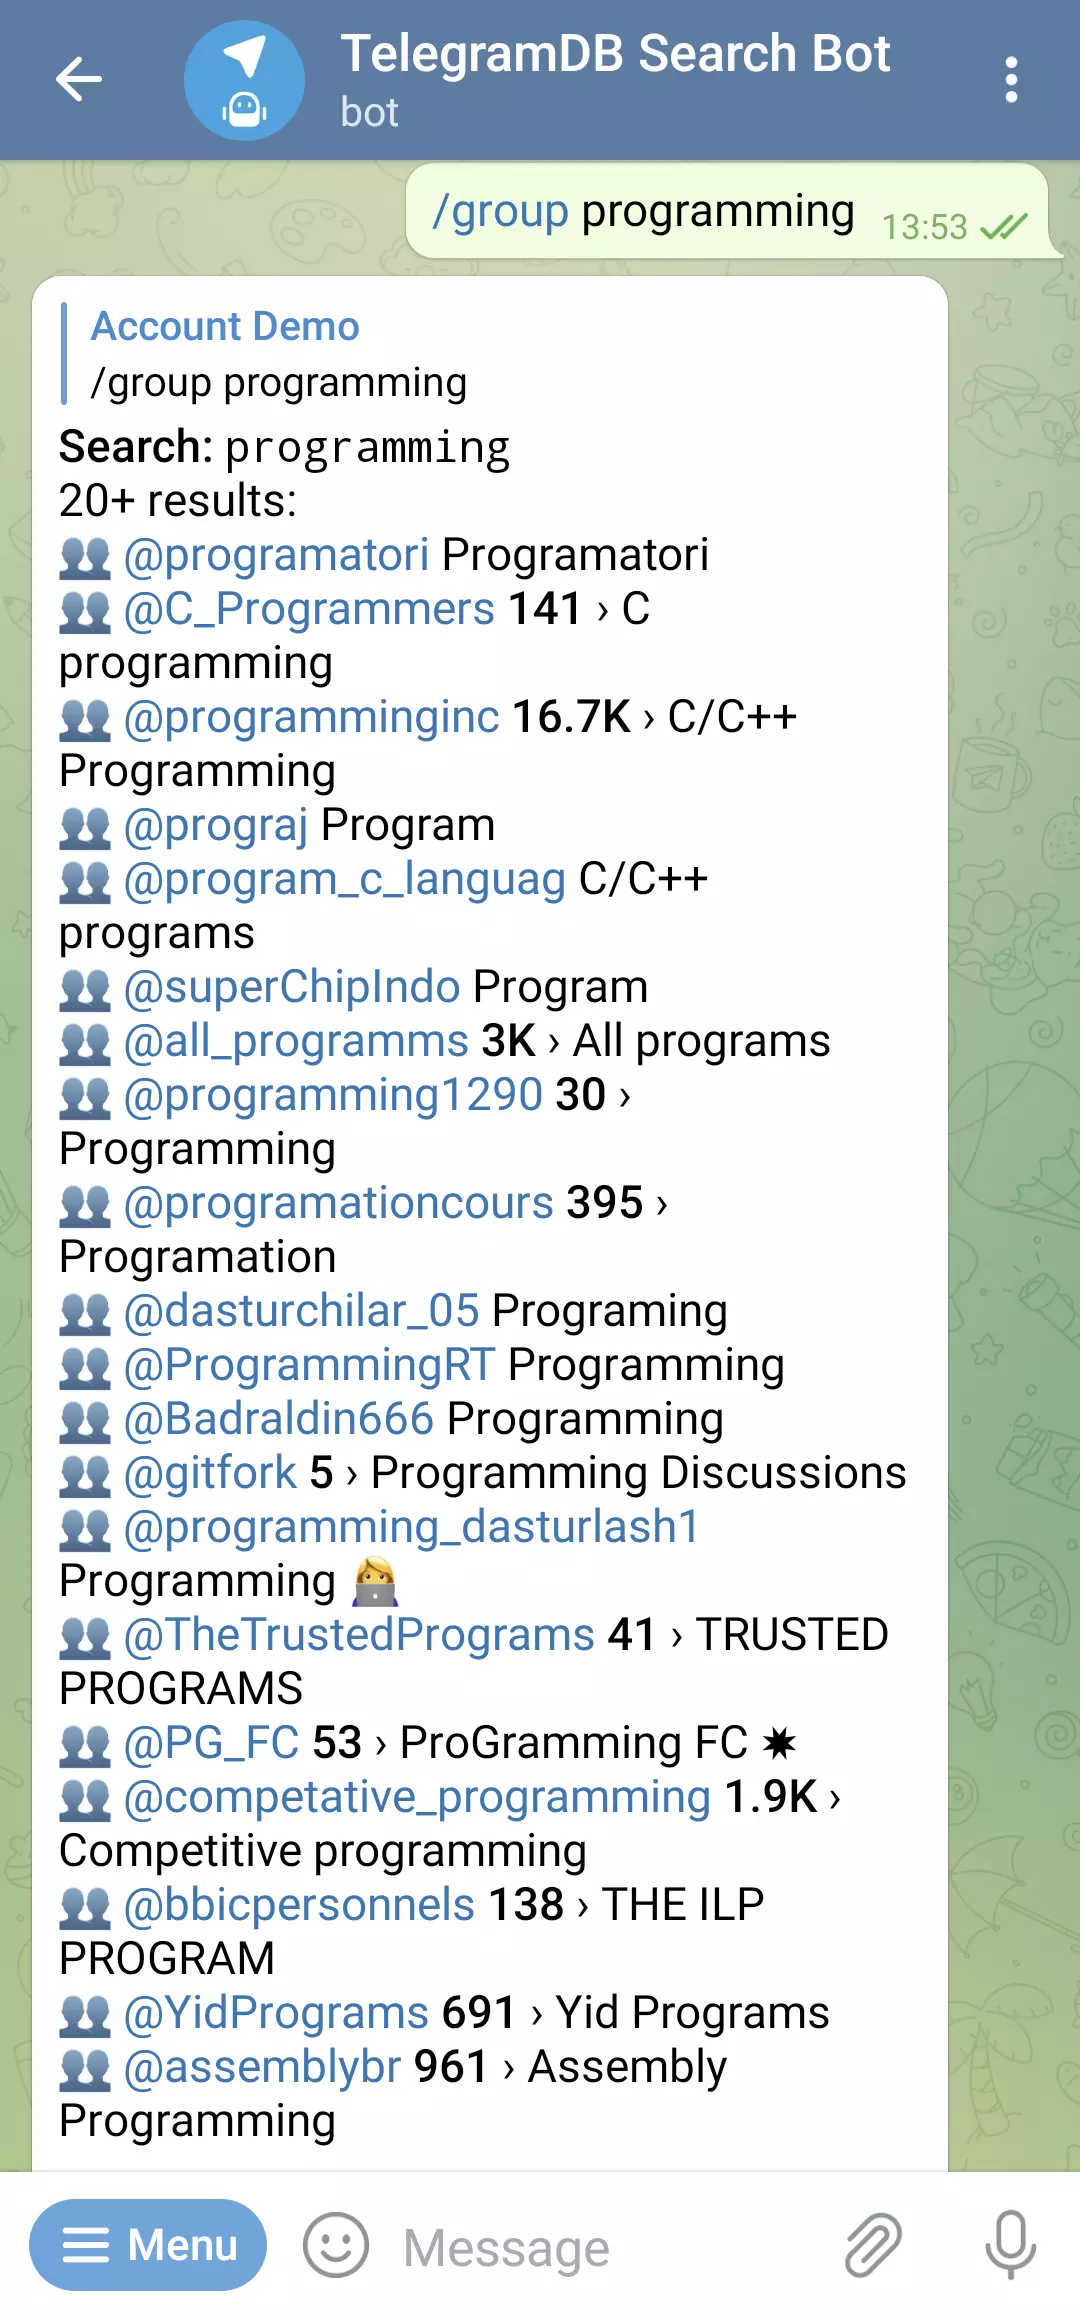 TelegramDB Search Bot
bot
/group programming 13:53
Account Demo
/group programming
Search: programming
20+ results:
@programatori Programatori
@C_Programmers 141 › C
programming
@programminginc 16.7K › C/C++
Programming
@prograj Program
@program_c_languag C/C++
programs
@superChipIndo Program
@all_programms 3K › All programs
@programming1290 30 ›
Programming
@programationcours 395 ›
Programation
@dasturchilar_05 Programing
@ProgrammingRT Programming
@Badraldin666 Programming
@gitfork 5 › Programming Discussions
@programming_dasturlash1
Programming
@TheTrustedPrograms 41 › TRUSTED
PROGRAMS
@PG_FC 53 › ProGramming FC ✸
@competative_programming 1.9K ›
Competitive programming
@bbicpersonnels 138 › THE ILP
PROGRAM
@YidPrograms 691 › Yid Programs
@assemblybr 961 › Assembly
Programming
Menu
Message